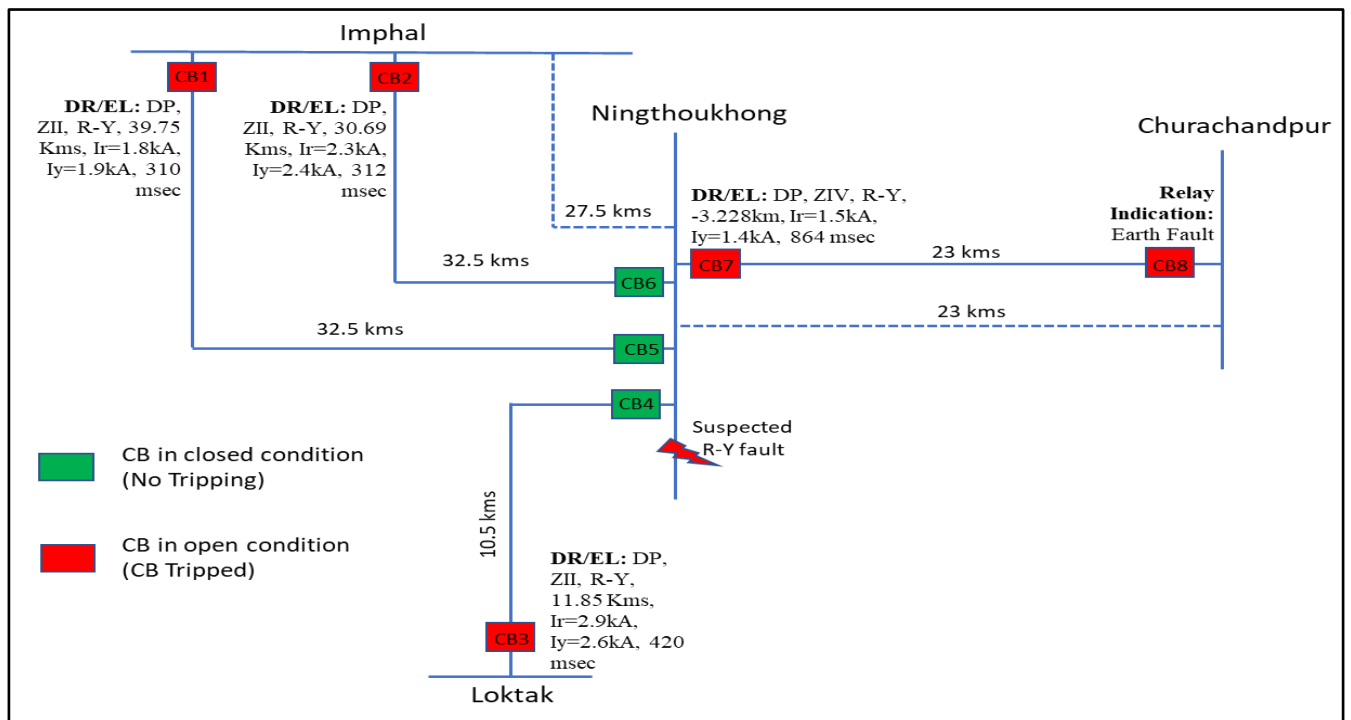 Imphal
CB1
CB2
DR/EL: DP,
ZII, R-Y, 39.75
Kms, Ir=1.8kA,
Iy=1.9kA, 310
msec
DR/EL: DP,
ZII, R-Y, 30.69
Kms, Ir=2.3kA,
Iy=2.4kA, 312
msec
Ningthoukhong
Churachandpur
27.5 kms
DR/EL: DP, ZIV, R-Y,
-3.228km, Ir=1.5kA,
Iy=1.4kA, 864 msec
Relay
Indication:
Earth Fault
32.5 kms
CB6
CB7
23 kms
CB8
32.5 kms
CB5
23 kms
CB4
Suspected
R-Y fault
CB in closed condition
(No Tripping)
10.5 kms
CB in open condition
(CB Tripped)
DR/EL: DP,
ZII, R-Y,
11.85 Kms,
Ir=2.9kA,
Iy=2.6kA, 420
msec
CB3
Loktak